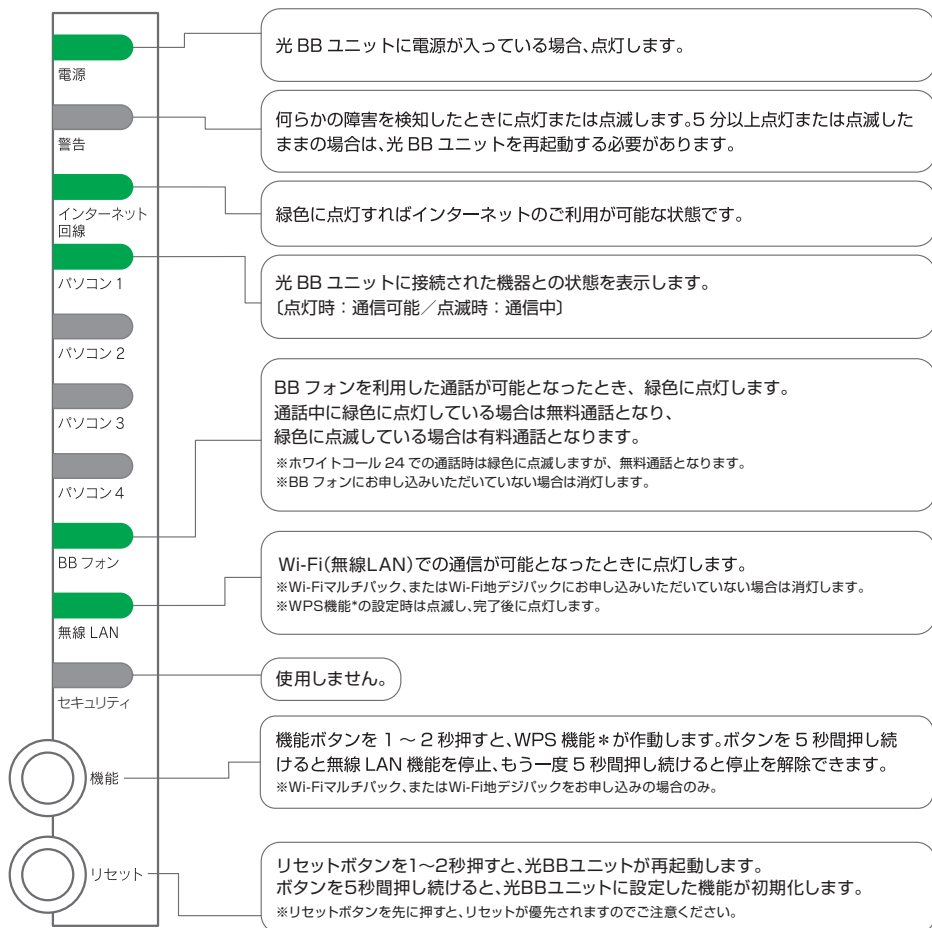 光 BB ユニットに電源が入っている場合、点灯します。
電源
何らかの障害を検知したときに点灯または点滅します。5 分以上点灯または点滅した
ままの場合は、光 BB ユニットを再起動する必要があります。
警告
緑色に点灯すればインターネットのご利用が可能な状態です。
インターネット
回線
光 BB ユニットに接続された機器との状態を表示します。
〔点灯時：通信可能／点滅時：通信中〕
パソコン 1
パソコン 2
パソコン 3
パソコン 4
BB フォンを利用した通話が可能となったとき、緑色に点灯します。
通話中に緑色に点灯している場合は無料通話となり、
緑色に点滅している場合は有料通話となります。
※ホワイトコール 24 での通話時は緑色に点滅しますが、無料通話となります。
※BB フォンにお申し込みいただいていない場合は消灯します。
BB フォン
Wi-Fi(無線LAN)での通信が可能となったときに点灯します。
※Wi-Fiマルチパック、またはWi-Fi地デジパックにお申し込みいただいていない場合は消灯します。
※WPS機能*の設定時は点滅し、完了後に点灯します。
無線 LAN
使用しません。
セキュリティ
機能ボタンを 1 ～ 2 秒押すと、WPS 機能＊が作動します。ボタンを 5 秒間押し続
けると無線 LAN 機能を停止、もう一度 5 秒間押し続けると停止を解除できます。
※Wi-Fiマルチパック、またはWi-Fi地デジパックをお申し込みの場合のみ。
機能
リセットボタンを1～2秒押すと、光BBユニットが再起動します。
ボタンを5秒間押し続けると、光BBユニットに設定した機能が初期化します。
※リセットボタンを先に押すと、リセットが優先されますのでご注意ください。
リセット